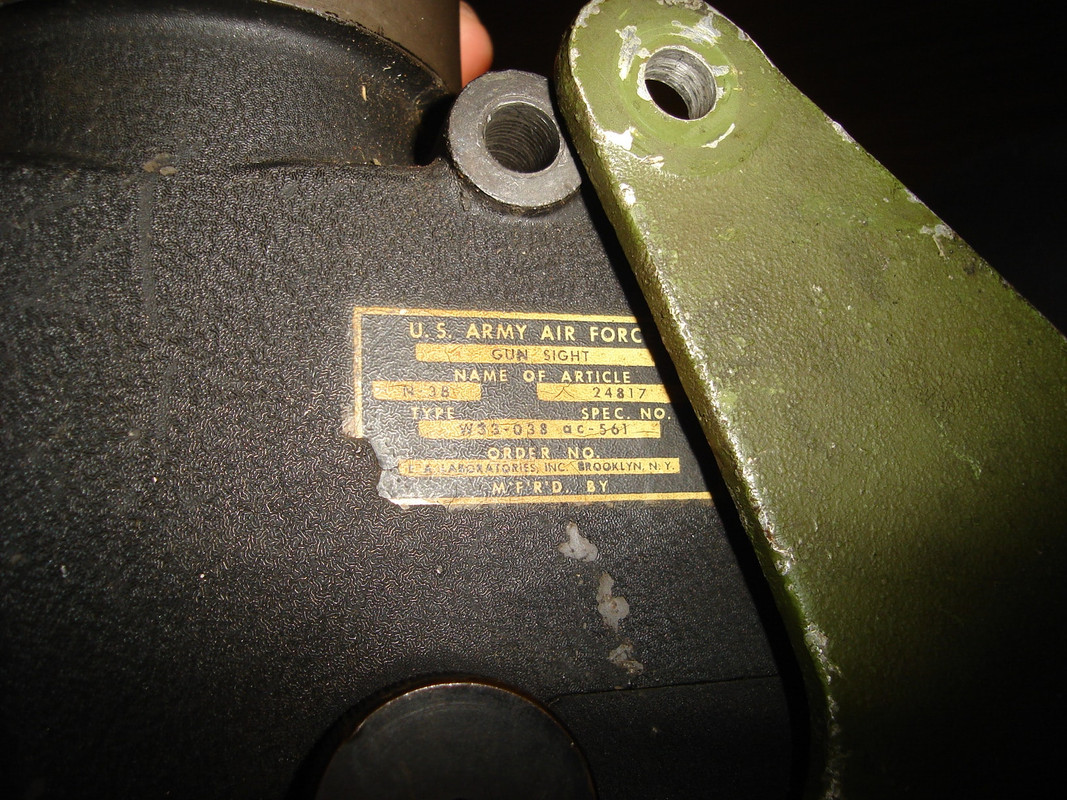 U.S. ARMY AIR FORC
GUN SIGHT
NAME OF ARTICLE
N-3B 24817
TYPE SPEC. NO.
W33-038 ac-561
ORDER NO.
LABORATORIES, INC. BROOKLYN, N.Y.
M'F'R'D. BY